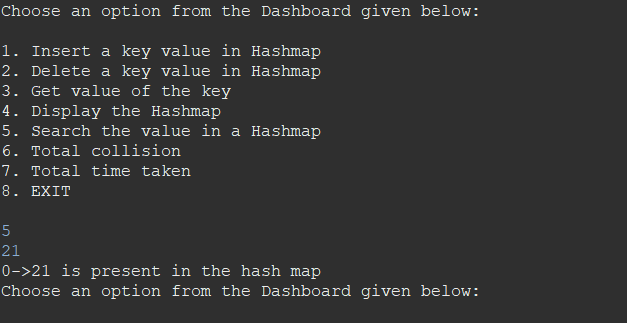 Choose an option from the Dashboard given below:
1. Insert a key value in Hashmap
2. Delete a key value in Hashmap
3. Get value of the key
4. Display the Hashmap
5. Search the value in a Hashmap
6. Total collision
7. Total time taken
8. EXIT
5
21
0->21 is present in the hash map
Choose an option from the Dashboard given below: